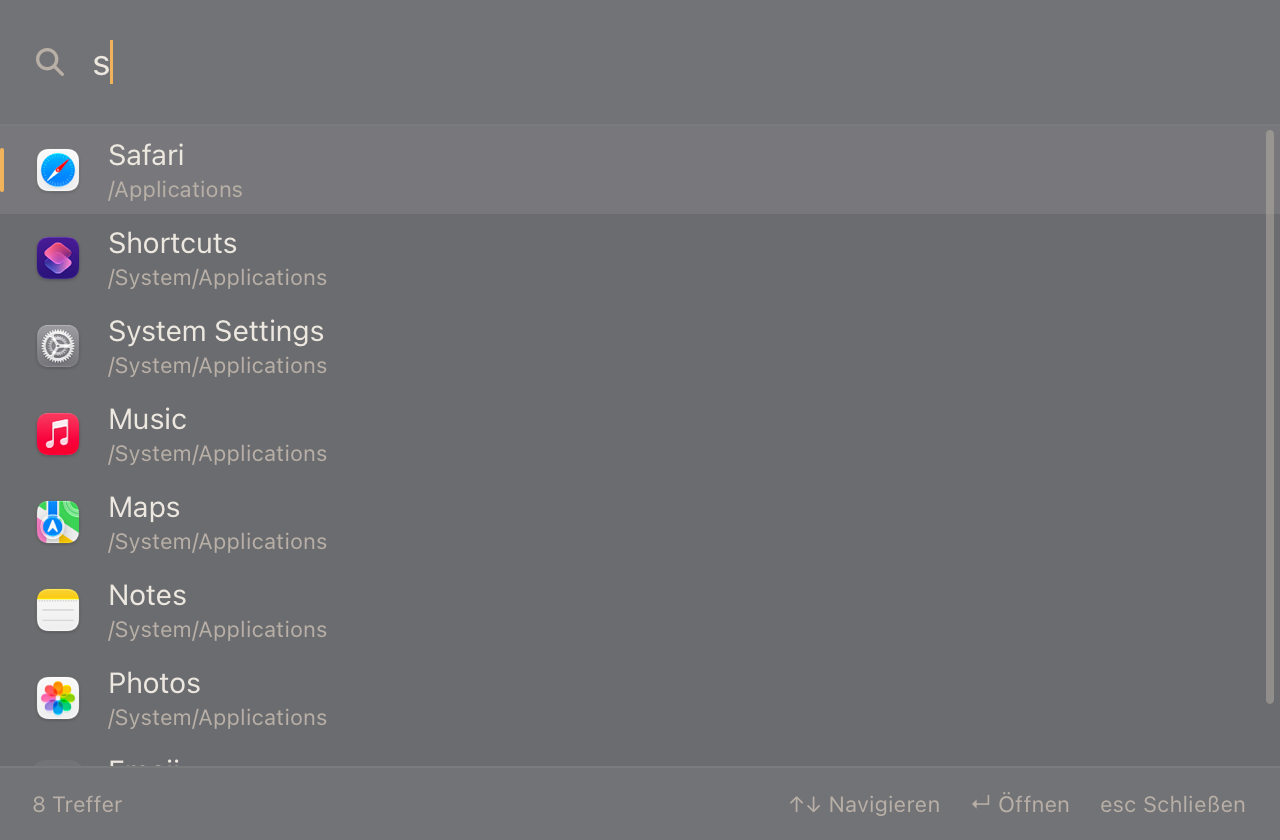 s
Safari
/Applications
Shortcuts
/System/Applications
System Settings
/System/Applications
Music
/System/Applications
Maps
/System/Applications
Notes
/System/Applications
Photos
/System/Applications
8 Treffer
↑↓ Navigieren
↵ Öffnen
esc Schließen